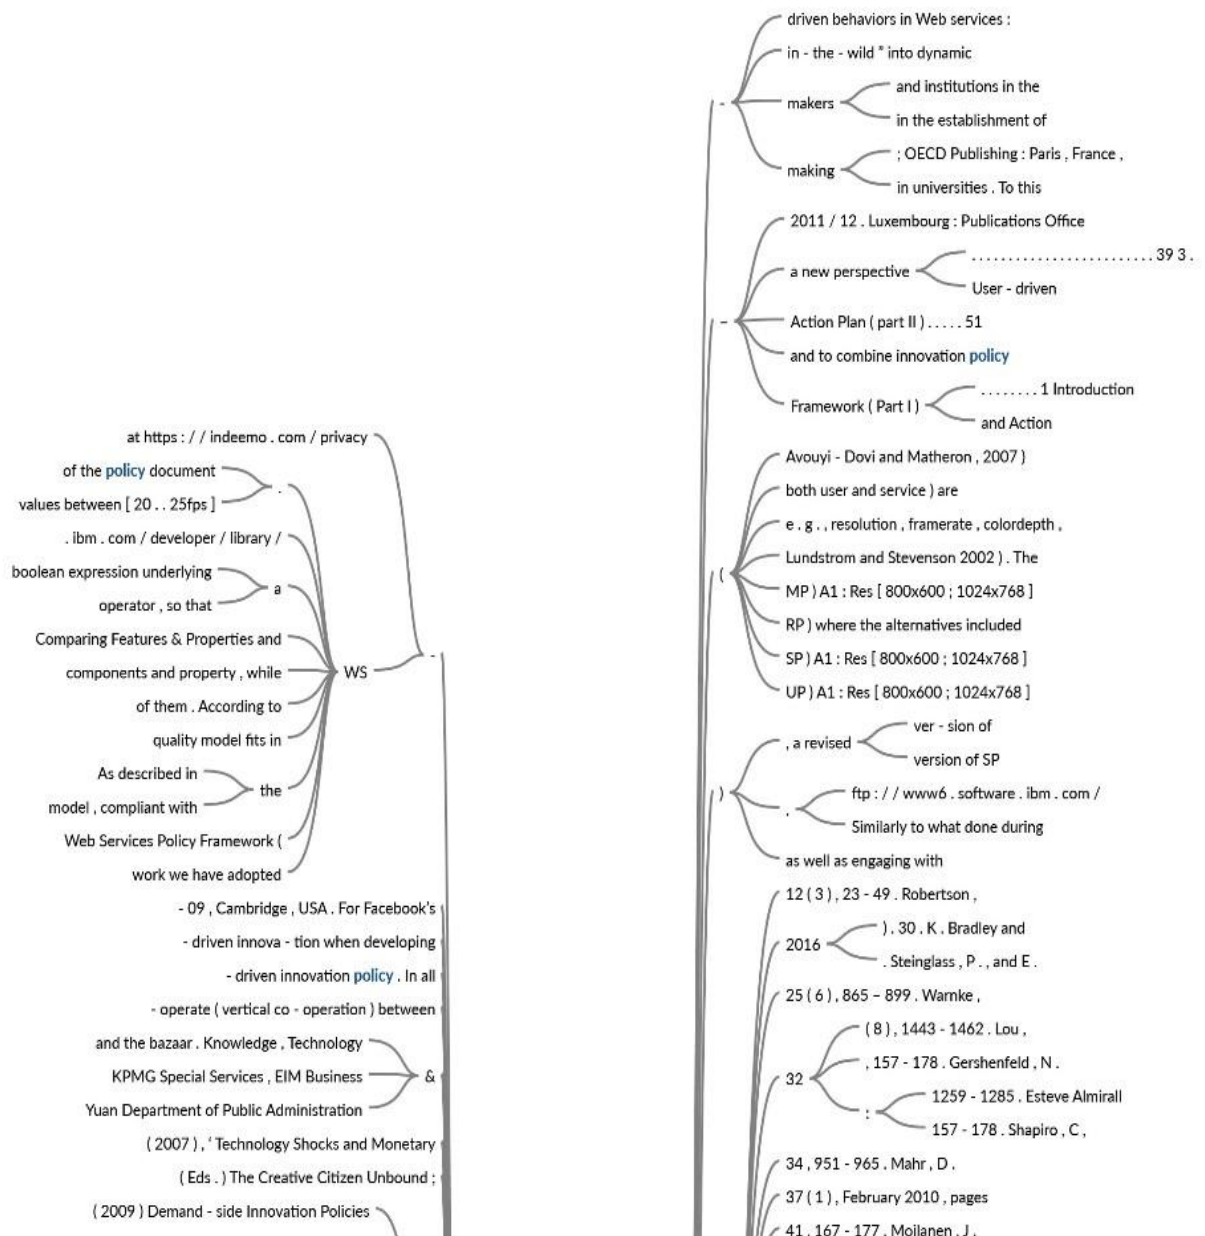 at https : / / indeemo . com / privacy
of the policy document
values between [ 20 . . 25fps ]
.
. ibm . com / developer / library /
boolean expression underlying
operator , so that
a
Comparing Features & Properties and
components and property , while
WS
-
of them . According to
quality model fits in
As described in
model , compliant with
the
Web Services Policy Framework (
work we have adopted
- 09 , Cambridge , USA . For Facebook's
- driven innova - tion when developing
- driven innovation policy . In all
- operate ( vertical co - operation ) between
and the bazaar . Knowledge , Technology
KPMG Special Services , EIM Business
&
Yuan Department of Public Administration
( 2007 ) , ' Technology Shocks and Monetary
( Eds . ) The Creative Citizen Unbound ;
( 2009 ) Demand - side Innovation Policies
-
driven behaviors in Web services :
in - the - wild " into dynamic
makers
and institutions in the
in the establishment of
making
; OECD Publishing : Paris , France ,
in universities . To this
–
2011 / 12 . Luxembourg : Publications Office
a new perspective
. . . . . . . . . . . . . . . . . . . . . . . . . 39 3 .
User - driven
Action Plan ( part II ) . . . . . 51
and to combine innovation policy
Framework ( Part I )
. . . . . . . . 1 Introduction
and Action
(
Avouyi - Dovi and Matheron , 2007 )
both user and service ) are
e . g . , resolution , framerate , colordepth ,
Lundstrom and Stevenson 2002 ) . The
MP ) A1 : Res [ 800x600 ; 1024x768 ]
RP ) where the alternatives included
SP ) A1 : Res [ 800x600 ; 1024x768 ]
UP ) A1 : Res [ 800x600 ; 1024x768 ]
)
, a revised
ver - sion of
version of SP
,
ftp : / / www6 . software . ibm . com /
Similarly to what done during
as well as engaging with
12 ( 3 ) , 23 - 49 . Robertson ,
2016
) . 30 . K . Bradley and
. Steinglass , P . , and E .
25 ( 6 ) , 865 – 899 . Warnke ,
32
( 8 ) , 1443 - 1462 . Lou ,
, 157 - 178 . Gershenfeld , N .
:
1259 - 1285 . Esteve Almirall
157 - 178 . Shapiro , C ,
34 , 951 - 965 . Mahr , D .
37 ( 1 ) , February 2010 , pages
41 . 167 - 177 . Moilanen . J .